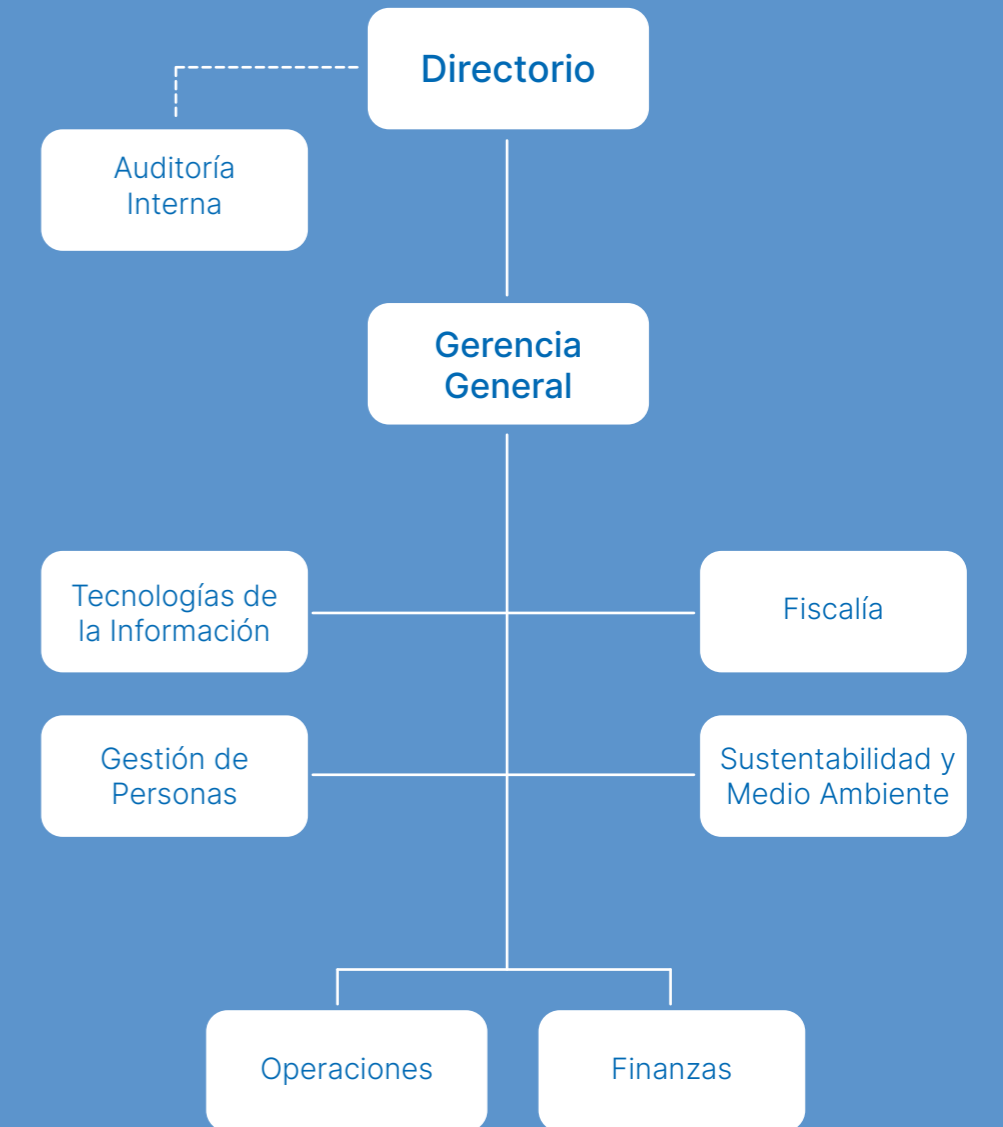 Directorio
Auditoría
Interna
Gerencia
General
Tecnologías de
la Información
Fiscalía
Gestión de
Personas
Sustentabilidad y
Medio Ambiente
Operaciones
Finanzas